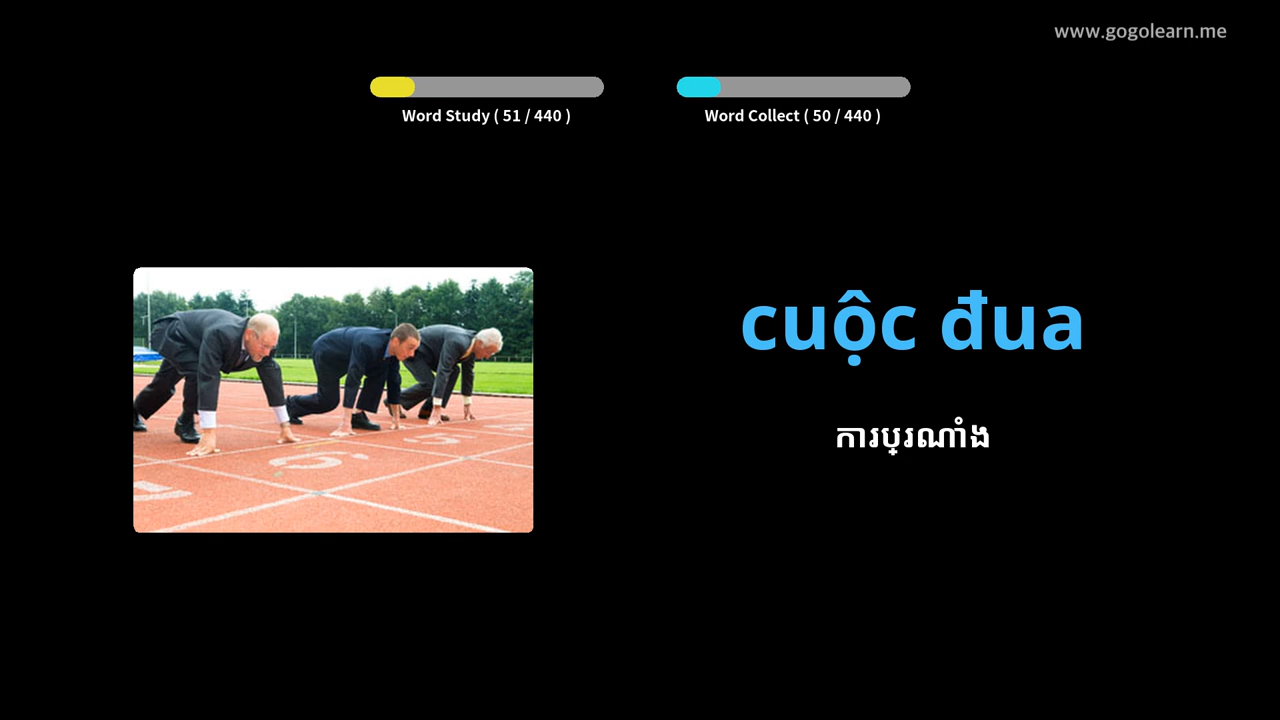 www.gogolearn.me
Word Study ( 51 / 440 )
Word Collect ( 50 / 440 )
cuộc đua
ការប្រណាំង